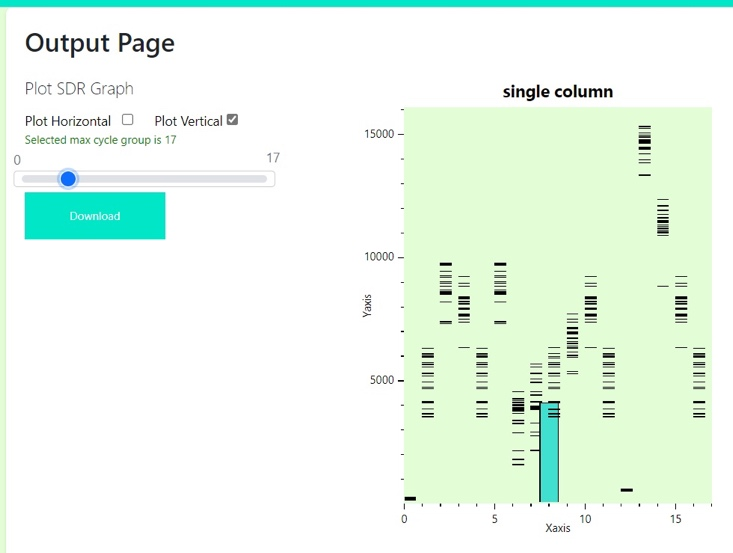 Output Page
Plot SDR Graph
Plot Horizontal Plot Vertical
Selected max cycle group is 17
0 17
Download
single column
15000
10000
5000
Yaxis
0 5 10 15
Xaxis